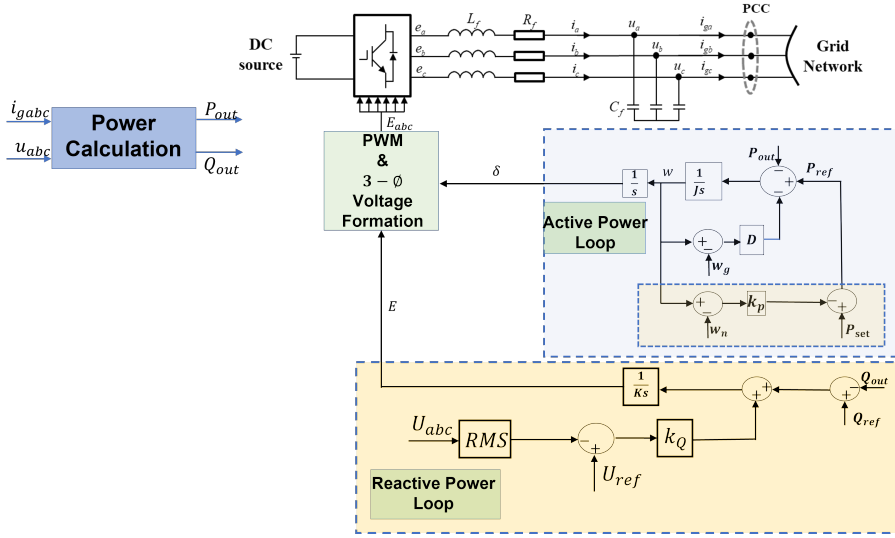 PCC
DC
source
e_a
e_b
e_c
L_f
R_f
i_a
i_b
i_c
u_a
u_b
u_c
i_ga
i_gb
i_gc
C_f
Grid
Network
i_gabc
u_abc
Power
Calculation
P_out
Q_out
E_abc
PWM
&
3 − ∅
Voltage
Formation
δ
1/s
w
1/Js
P_out
−
−
+
P_ref
Active Power
Loop
+
−
D
w_g
+
−
k_p
−
+
w_n
P_set
E
1/Ks
+
+
−
+
Q_out
Q_ref
U_abc
RMS
−
+
k_Q
U_ref
Reactive Power
Loop